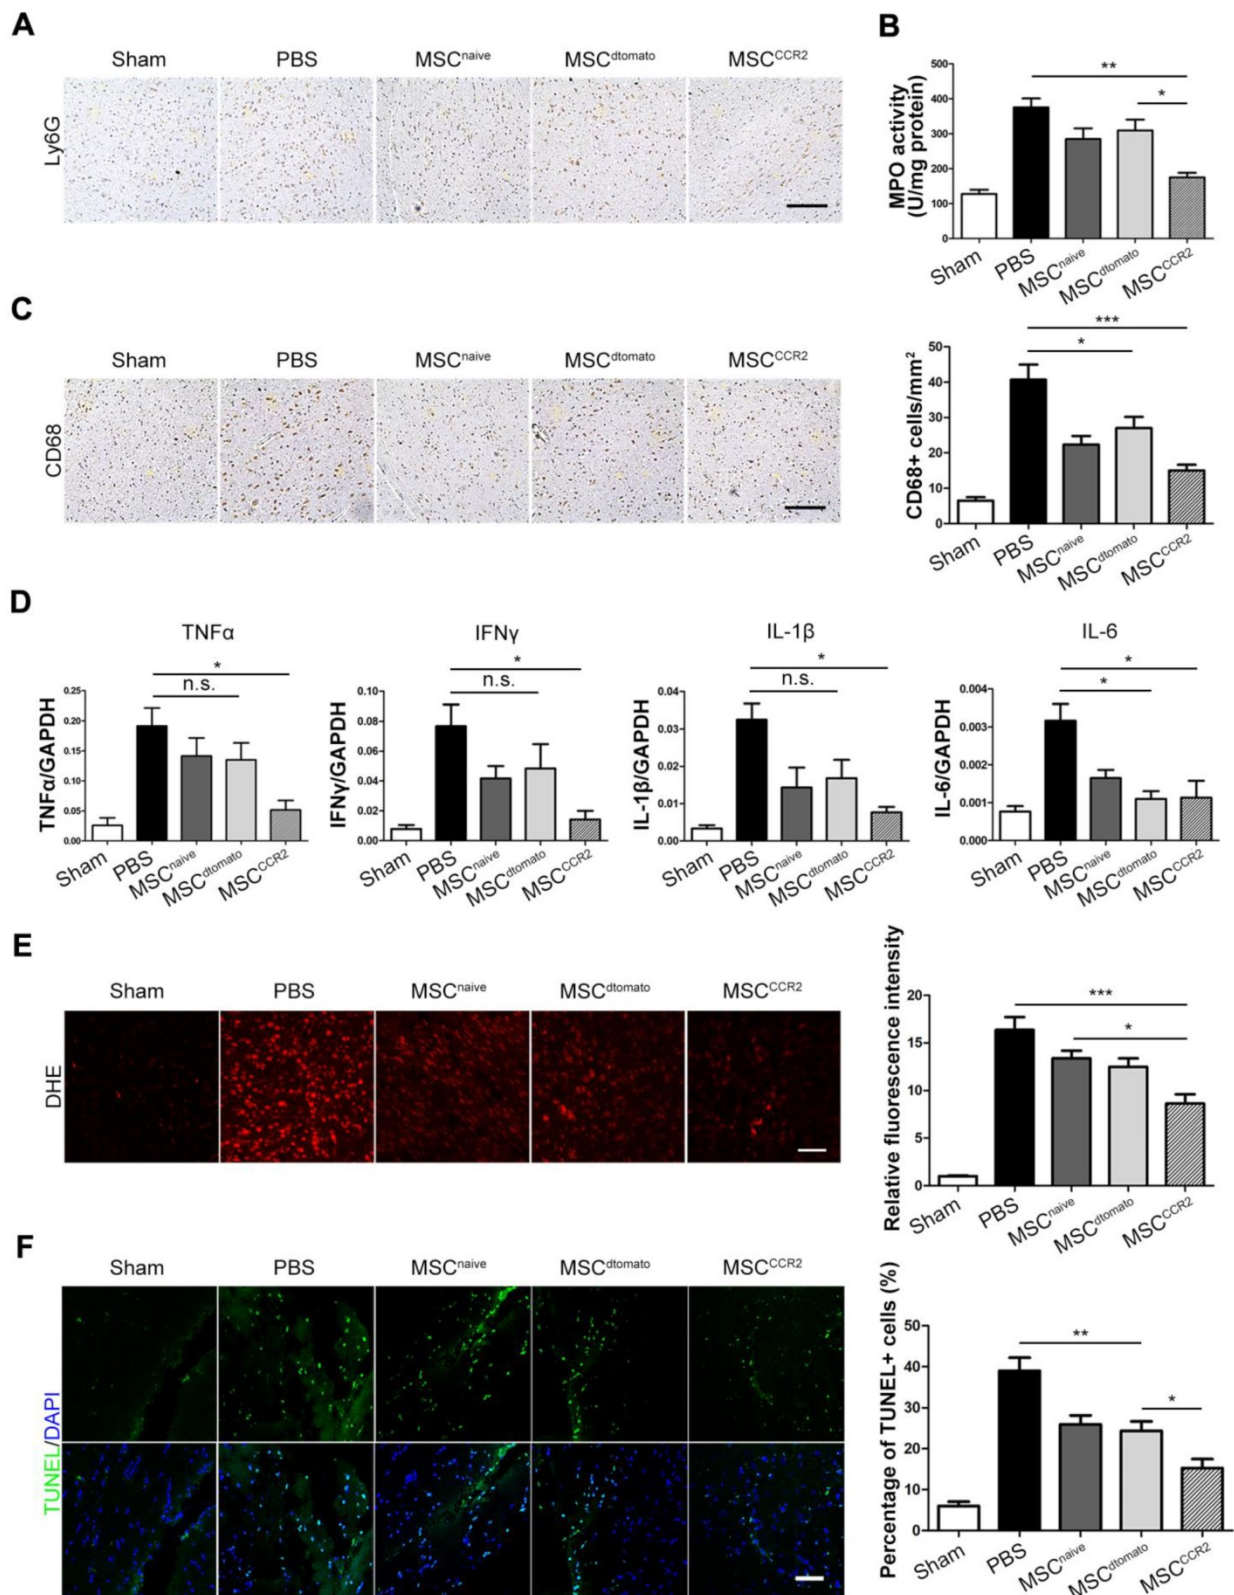 A
Sham PBS MSCnaive MSCdtomato MSCCCR2
Ly6G
B
MPO activity
(U/mg protein)
400
300
200
100
0
** 
*
Sham PBS MSCnaive MSCdtomato MSCCCR2
C
Sham PBS MSCnaive MSCdtomato MSCCCR2
CD68
CD68+ cells/mm2
50
40
30
20
10
0
***
*
Sham PBS MSCnaive MSCdtomato MSCCCR2
D
TNFα
TNFα/GAPDH
0.25
0.20
0.15
0.10
0.05
0.00
*
n.s.
Sham PBS MSCnaive MSCdtomato MSCCCR2
IFNγ
IFNγ/GAPDH
0.10
0.08
0.06
0.04
0.02
0.00
*
n.s.
Sham PBS MSCnaive MSCdtomato MSCCCR2
IL-1β
IL-1β/GAPDH
0.04
0.03
0.02
0.01
0.00
*
n.s.
Sham PBS MSCnaive MSCdtomato MSCCCR2
IL-6
IL-6/GAPDH
0.004
0.003
0.002
0.001
0.000
*
*
Sham PBS MSCnaive MSCdtomato MSCCCR2
E
Sham PBS MSCnaive MSCdtomato MSCCCR2
DHE
Relative fluorescence intensity
20
15
10
5
0
***
*
Sham PBS MSCnaive MSCdtomato MSCCCR2
F
Sham PBS MSCnaive MSCdtomato MSCCCR2
TUNEL/DAPI
Percentage of TUNEL+ cells (%)
50
40
30
20
10
0
**
*
Sham PBS MSCnaive MSCdtomato MSCCCR2